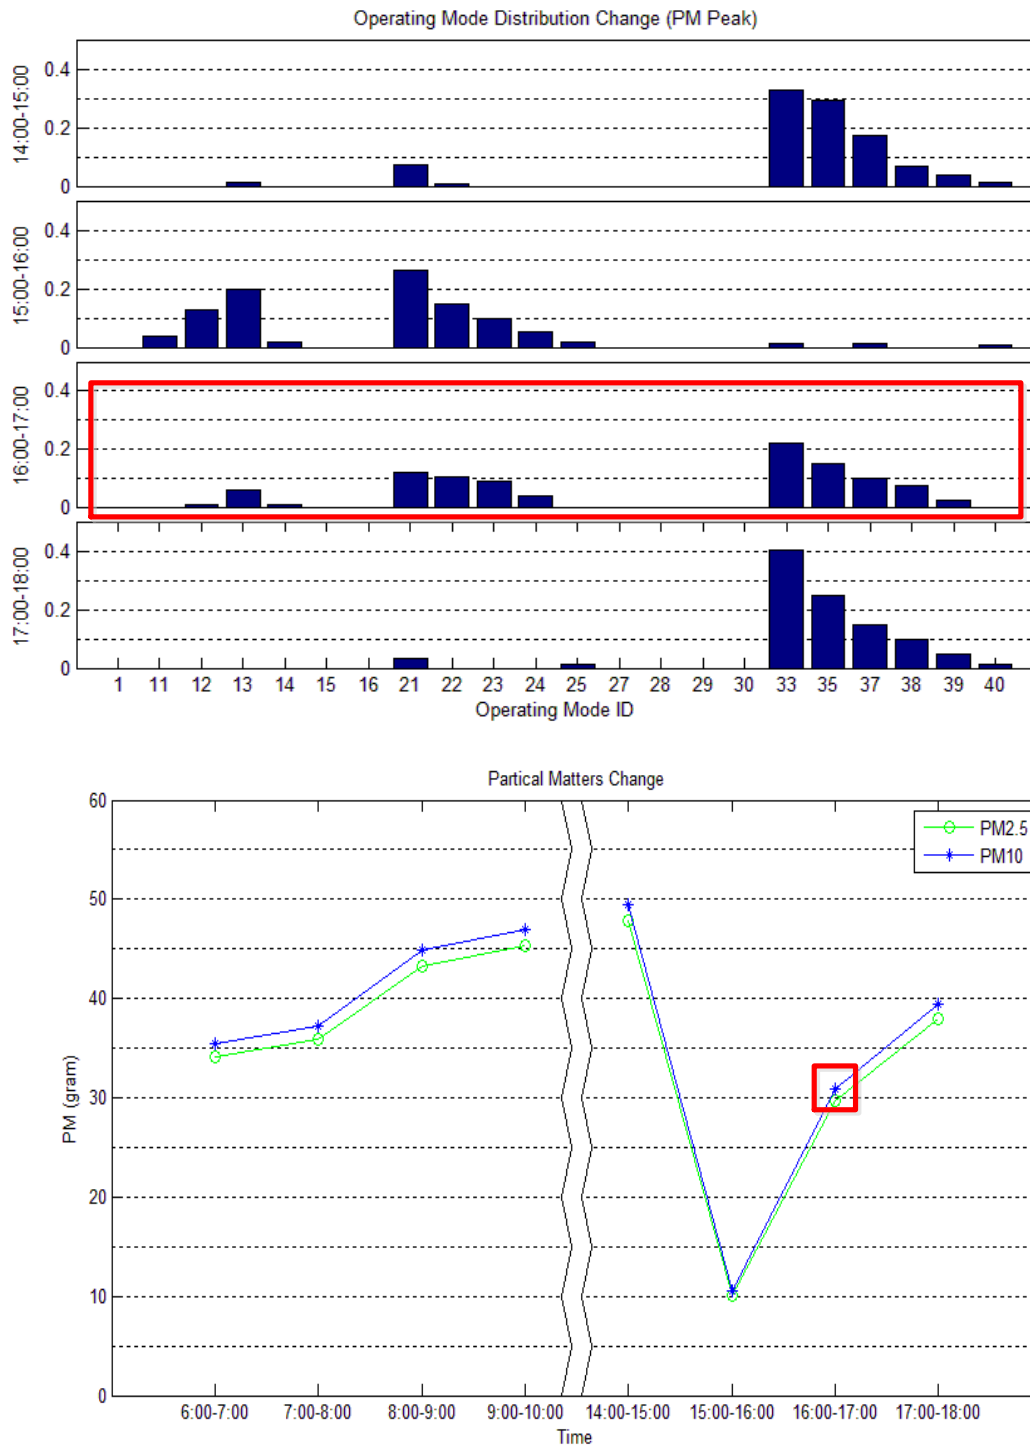 Operating Mode Distribution Change (PM Peak)
14:00-15:00
0.4
0.2
0
15:00-16:00
0.4
0.2
0
16:00-17:00
0.4
0.2
0
17:00-18:00
0.4
0.2
0
1 11 12 13 14 15 16 21 22 23 24 25 27 28 29 30 33 35 37 38 39 40
Operating Mode ID
Partical Matters Change
PM2.5
PM10
PM (gram)
60
50
40
30
20
10
0
6:00-7:00 7:00-8:00 8:00-9:00 9:00-10:00 14:00-15:00 15:00-16:00 16:00-17:00 17:00-18:00
Time